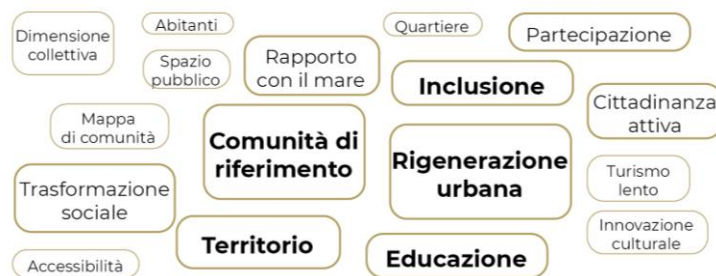 Dimensione
collettiva
Abitanti
Quartiere
Partecipazione
Spazio
pubblico
Rapporto
con il mare
Inclusione
Cittadinanza
attiva
Mappa
di comunità
Comunità di
riferimento
Rigenerazione
urbana
Turismo
lento
Trasformazione
sociale
Innovazione
culturale
Territorio
Educazione
Accessibilità